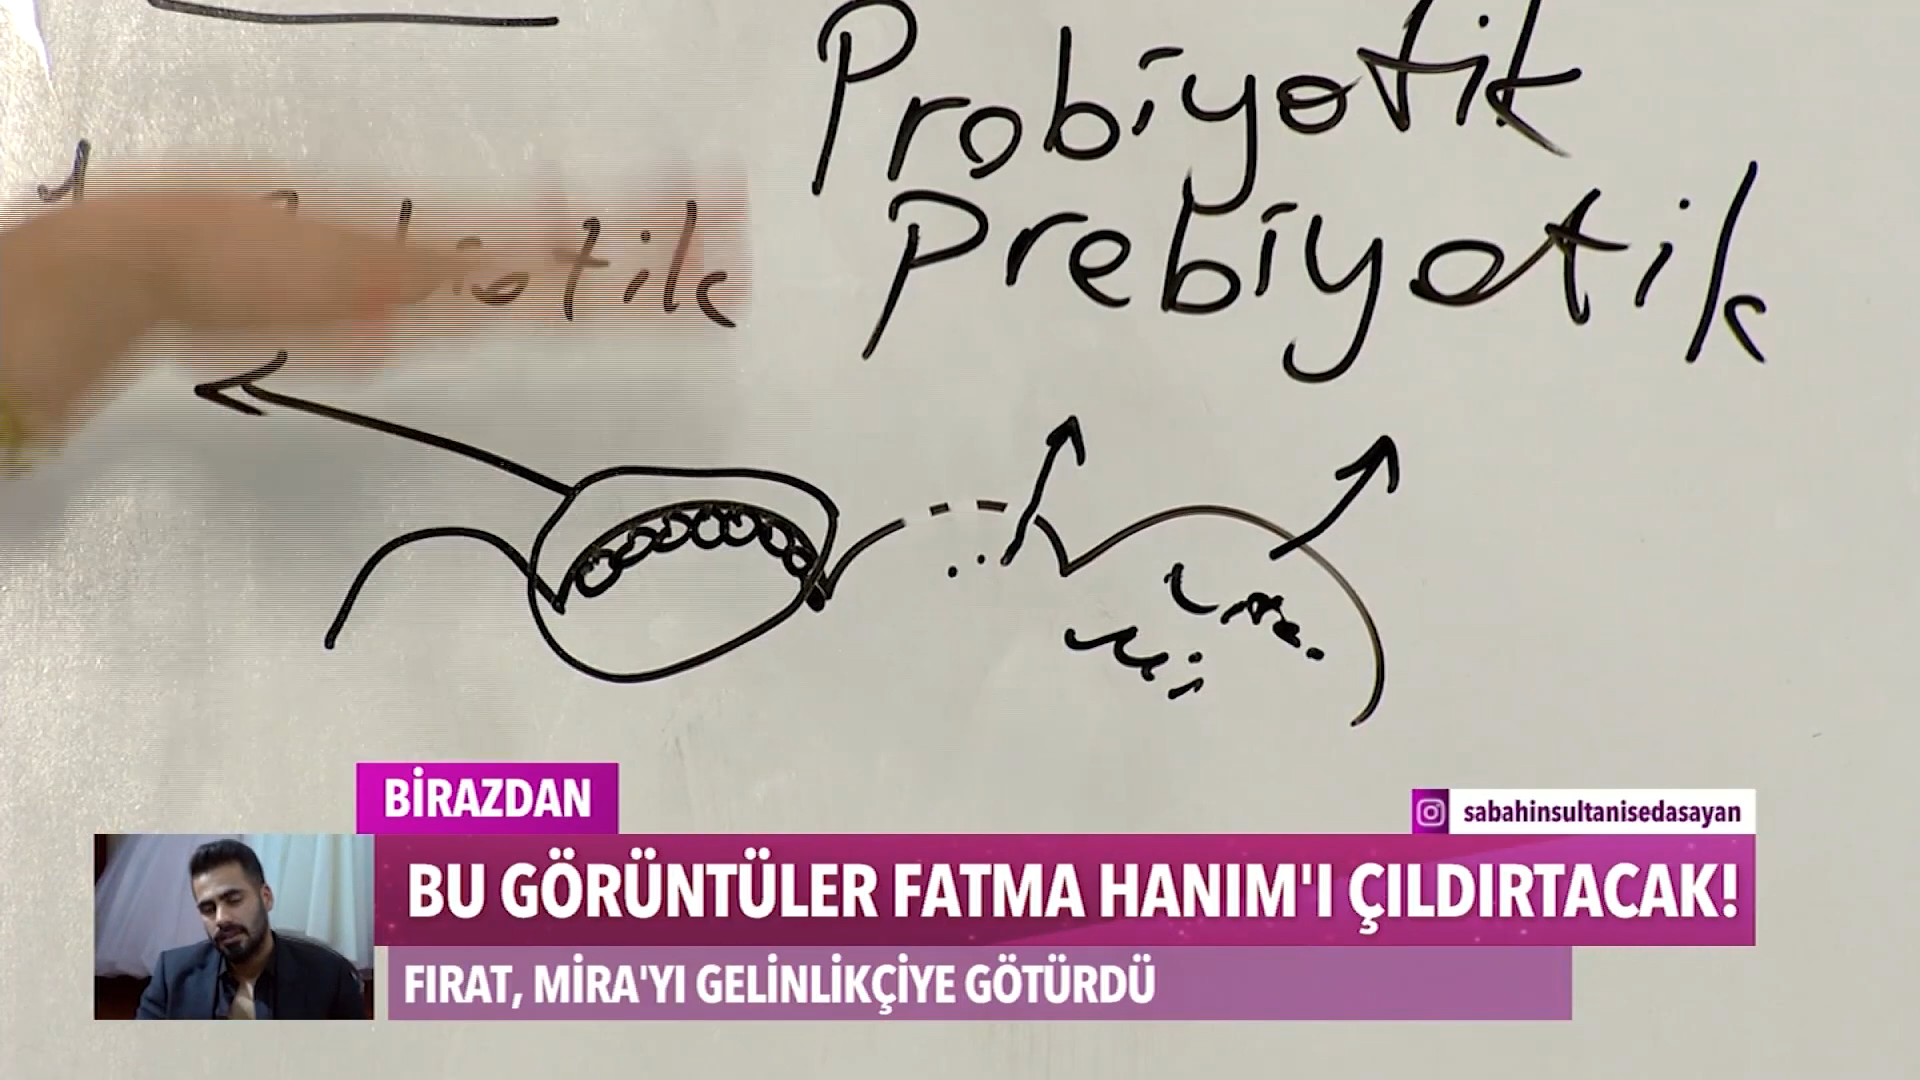 Probiyotik
Prebiyotik
BİRAZDAN
sabahinsultanisedasayan
BU GÖRÜNTÜLER FATMA HANIM'I ÇILDIRTACAK!
FIRAT, MİRA'YI GELİNLİKÇİYE GÖTÜRDÜ